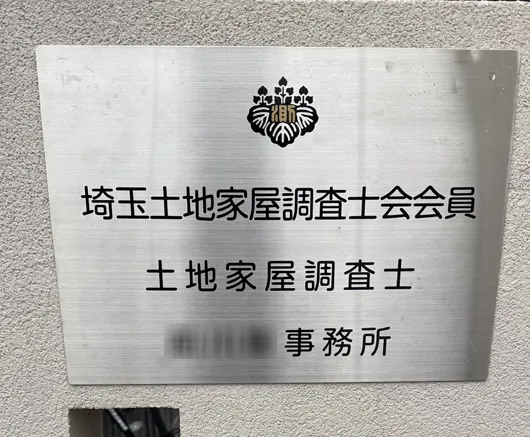 測
埼玉土地家屋調査士会会員
土地家屋調査士
事務所